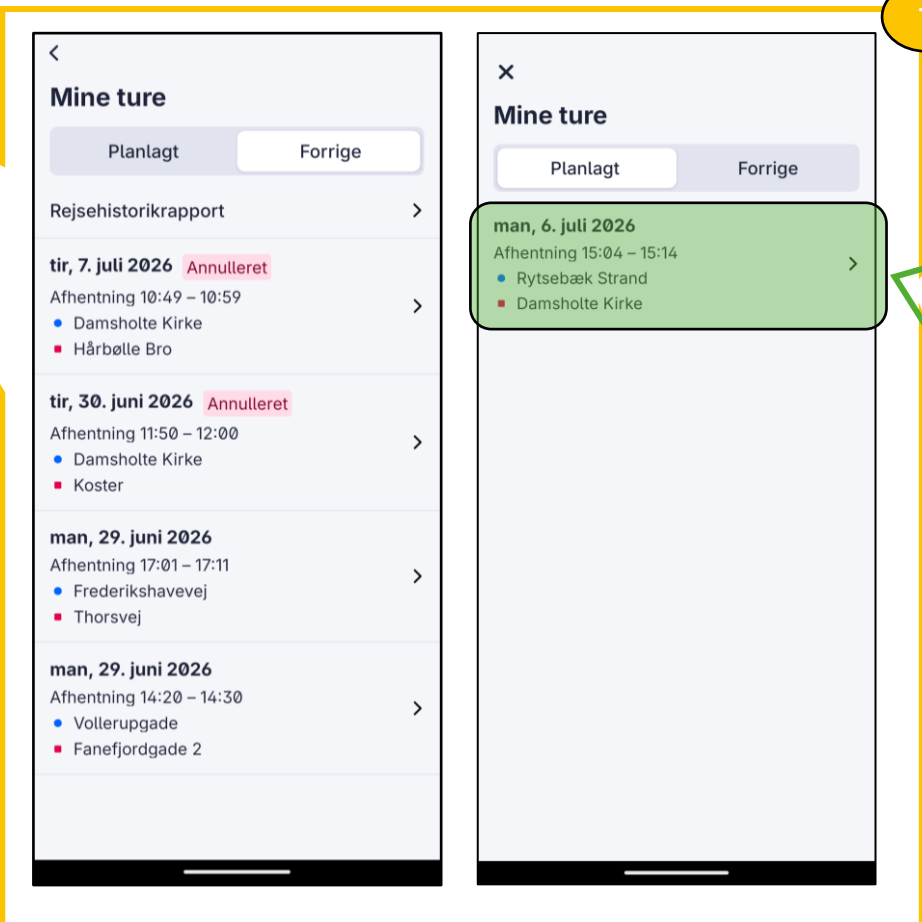 Mine ture
Planlagt
Forrige
Rejsehistorikrapport
tir, 7. juli 2026 Annulleret
Afhentning 10:49 – 10:59
Damsholte Kirke
Hårbølle Bro
tir, 30. juni 2026 Annulleret
Afhentning 11:50 – 12:00
Damsholte Kirke
Koster
man, 29. juni 2026
Afhentning 17:01 – 17:11
Frederikshavevej
Thorsvej
man, 29. juni 2026
Afhentning 14:20 – 14:30
Vollerupgade
Fanefjordgade 2
Mine ture
Planlagt
Forrige
man, 6. juli 2026
Afhentning 15:04 – 15:14
Rytsebæk Strand
Damsholte Kirke